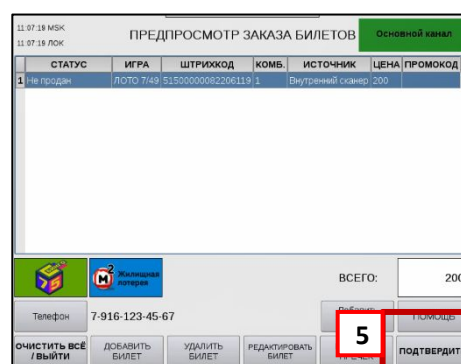 11:07:19 MSK
11:07:19 ЛОК
ПРЕДПРОСМОТР ЗАКАЗА БИЛЕТОВ
Основной канал
СТАТУС ИГРА ШТРИХКОД КОМБ. ИСТОЧНИК ЦЕНА ПРОМОКОД
1 Не продан ЛОТО 7/49 51500000082206119 1 Внутренний сканер 200
М2 Жилищная лотерея
ВСЕГО: 200
Телефон 7-916-123-45-67
ПОМОЩЬ
5
ОЧИСТИТЬ ВСЁ / ВЫЙТИ
ДОБАВИТЬ БИЛЕТ
УДАЛИТЬ БИЛЕТ
РЕДАКТИРОВАТЬ БИЛЕТ
ПОДТВЕРДИТ